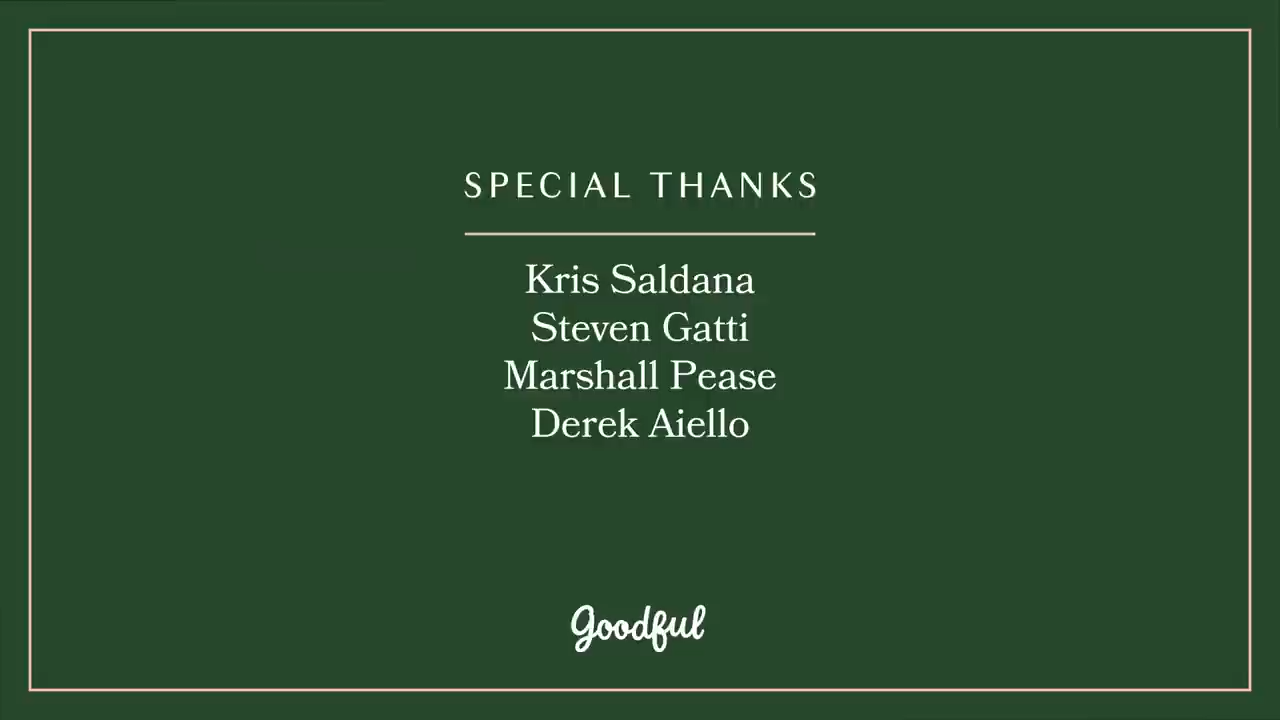 SPECIAL THANKS
Kris Saldana
Steven Gatti
Marshall Pease
Derek Aiello
Goodful